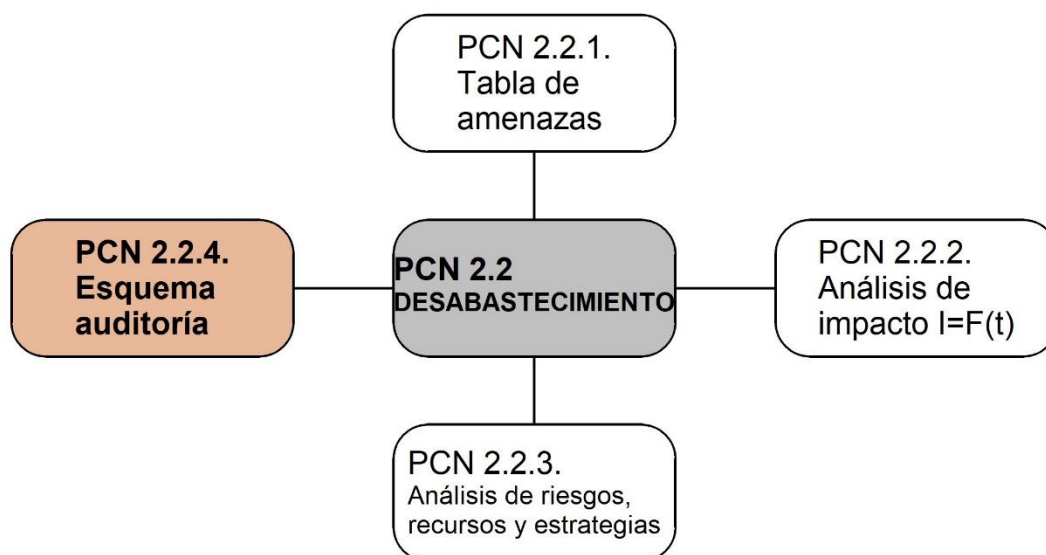 PCN 2.2.1.
Tabla de
amenazas
PCN 2.2.4.
Esquema
auditoría
PCN 2.2
DESABASTECIMIENTO
PCN 2.2.2.
Análisis de
impacto I=F(t)
PCN 2.2.3.
Análisis de riesgos,
recursos y estrategias